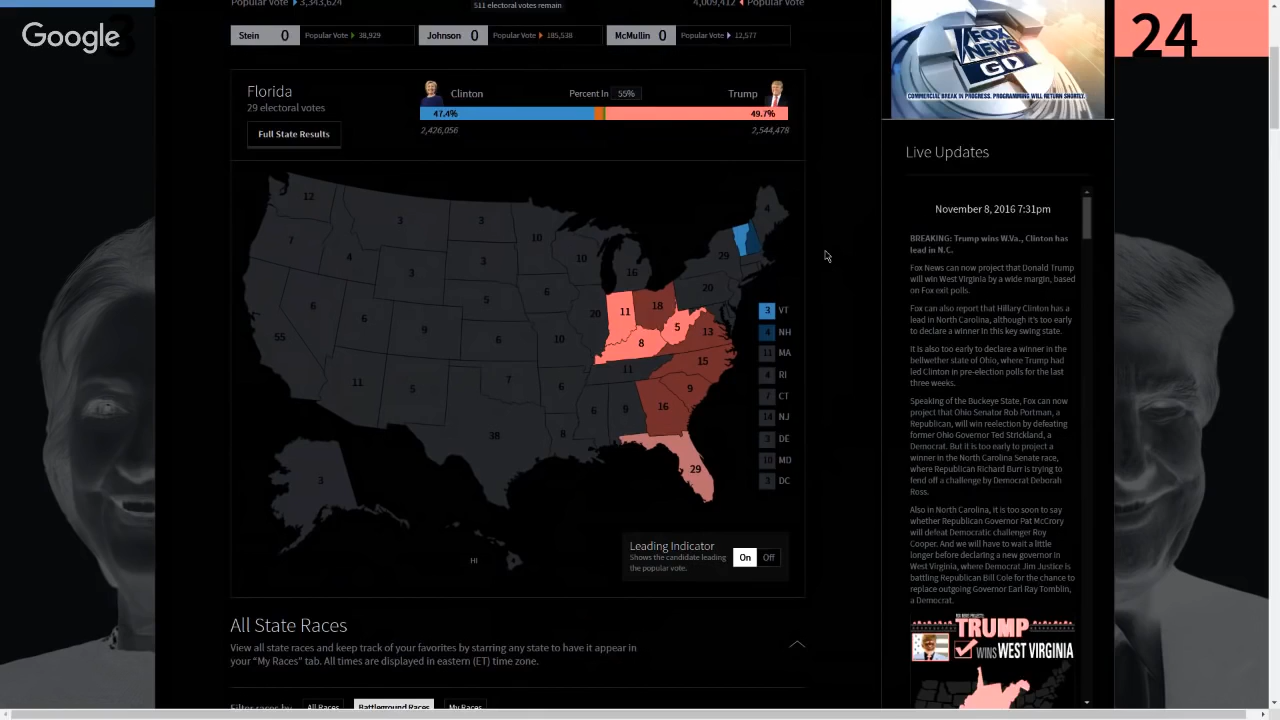 Google
Popular Vote 3,343,624
511 electoral votes remain
4,009,412 Popular Vote
24
Stein 0 Popular Vote 38,929
Johnson 0 Popular Vote 185,538
McMullin 0 Popular Vote 12,577
FOX
NEWS
GO
COMMERCIAL BREAK IN PROGRESS. PROGRAMMING WILL RETURN SHORTLY.
Florida
29 electoral votes
Full State Results
Clinton
Percent In 55%
Trump
47.4%
49.7%
2,426,056
2,544,478
12
3
3
10
4
4
3
3
10
16
29
6
5
6
20
11
18
20
55
6
9
6
10
8
5
13
11
5
7
6
11
15
9
38
8
6
9
16
29
3
HI
3 VT
4 NH
11 MA
4 RI
7 CT
14 NJ
3 DE
10 MD
3 DC
Leading Indicator
Shows the candidate leading
the popular vote.
On Off
All State Races
View all state races and keep track of your favorites by starring any state to have it appear in
your “My Races” tab. All times are displayed in eastern (ET) time zone.
Filter races by
All Races
Battleground Races
My Races
Live Updates
November 8, 2016 7:31pm
BREAKING: Trump wins W.Va., Clinton has
lead in N.C.
Fox News can now project that Donald Trump
will win West Virginia by a wide margin, based
on Fox exit polls.
Fox can also report that Hillary Clinton has a
lead in North Carolina, although it's too early
to declare a winner in this key swing state.
It is also too early to declare a winner in the
bellwether state of Ohio, where Trump had
led Clinton in pre-election polls for the last
three weeks.
Speaking of the Buckeye State, Fox can now
project that Ohio Senator Rob Portman, a
Republican, will win reelection by defeating
former Ohio Governor Ted Strickland, a
Democrat. But it is too early to project a
winner in the North Carolina Senate race,
where Republican Richard Burr is trying to
fend off a challenge by Democrat Deborah
Ross.
Also in North Carolina, it is too soon to say
whether Republican Governor Pat McCrory
will defeat Democratic challenger Roy
Cooper. And we will have to wait a little
longer before declaring a new governor in
West Virginia, where Democrat Jim Justice is
battling Republican Bill Cole for the chance to
replace outgoing Governor Earl Ray Tomblin,
a Democrat.
TRUMP
WINS WEST VIRGINIA